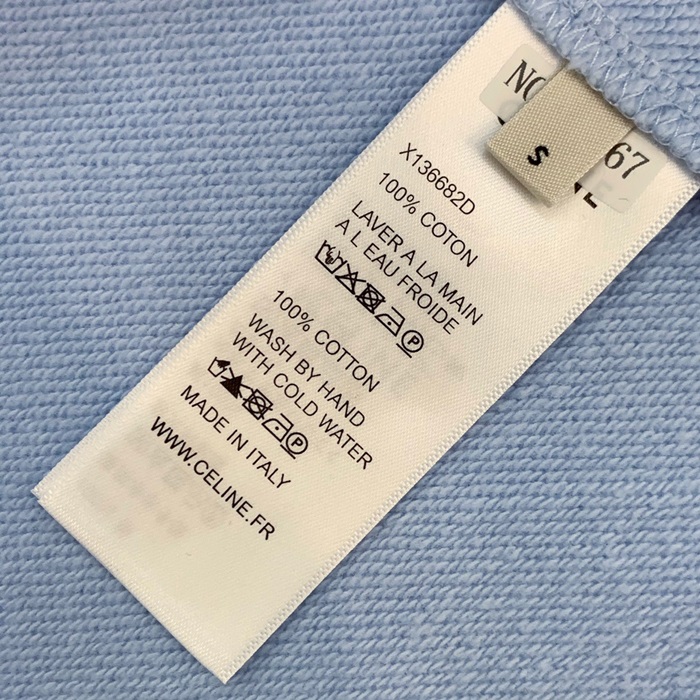 67
S
X136682D
100% COTON
LAVER A LA MAIN
A L EAU FROIDE
P
100% COTTON
WASH BY HAND
WITH COLD WATER
P
MADE IN ITALY
WWW.CELINE.FR